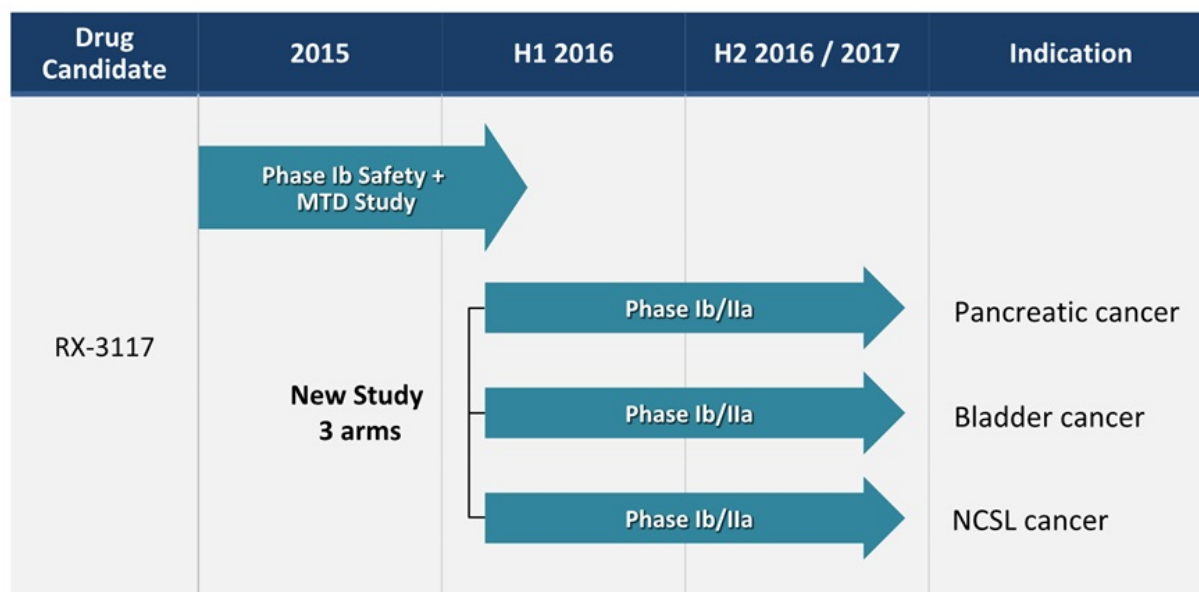 Drug
Candidate
2015
H1 2016
H2 2016 / 2017
Indication
Phase Ib Safety +
MTD Study
RX-3117
New Study
3 arms
Phase Ib/IIa
Pancreatic cancer
Phase Ib/IIa
Bladder cancer
Phase Ib/IIa
NCSL cancer